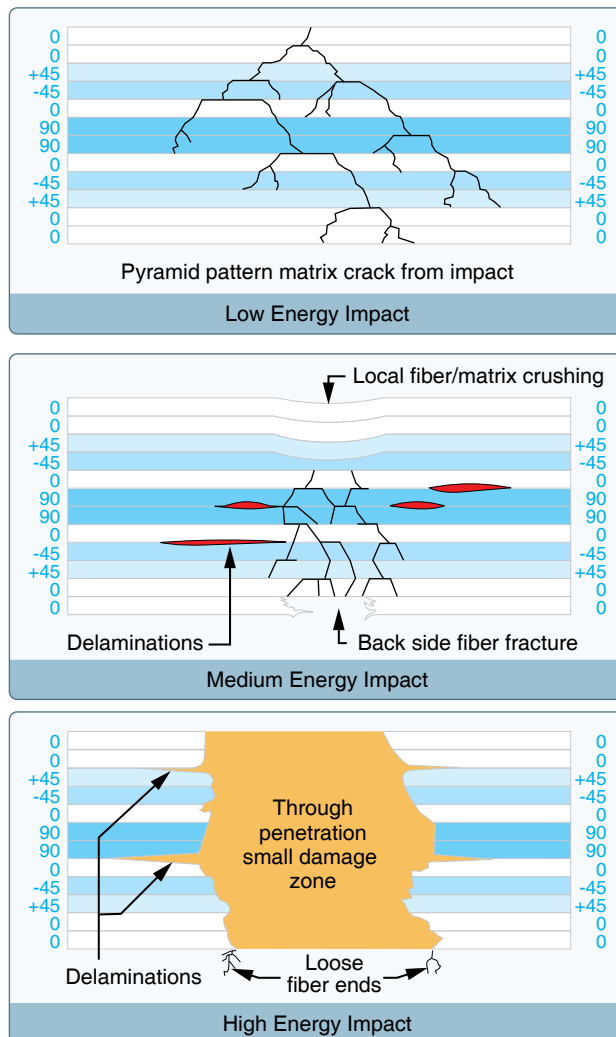 0 0
0 0
+45 +45
-45 -45
0 0
90 90
90 90
0 0
-45 -45
+45 +45
0 0
0 0
Pyramid pattern matrix crack from impact
Low Energy Impact
Local fiber/matrix crushing
0 0
0 0
+45 +45
-45 -45
0 0
90 90
90 90
0 0
-45 -45
+45 +45
0 0
0 0
Delaminations Back side fiber fracture
Medium Energy Impact
0 0
0 0
+45 +45
-45 -45
0 0
90 90
90 90
0 0
-45 -45
+45 +45
0 0
0 0
Through
penetration
small damage
zone
Delaminations
Loose
fiber ends
High Energy Impact